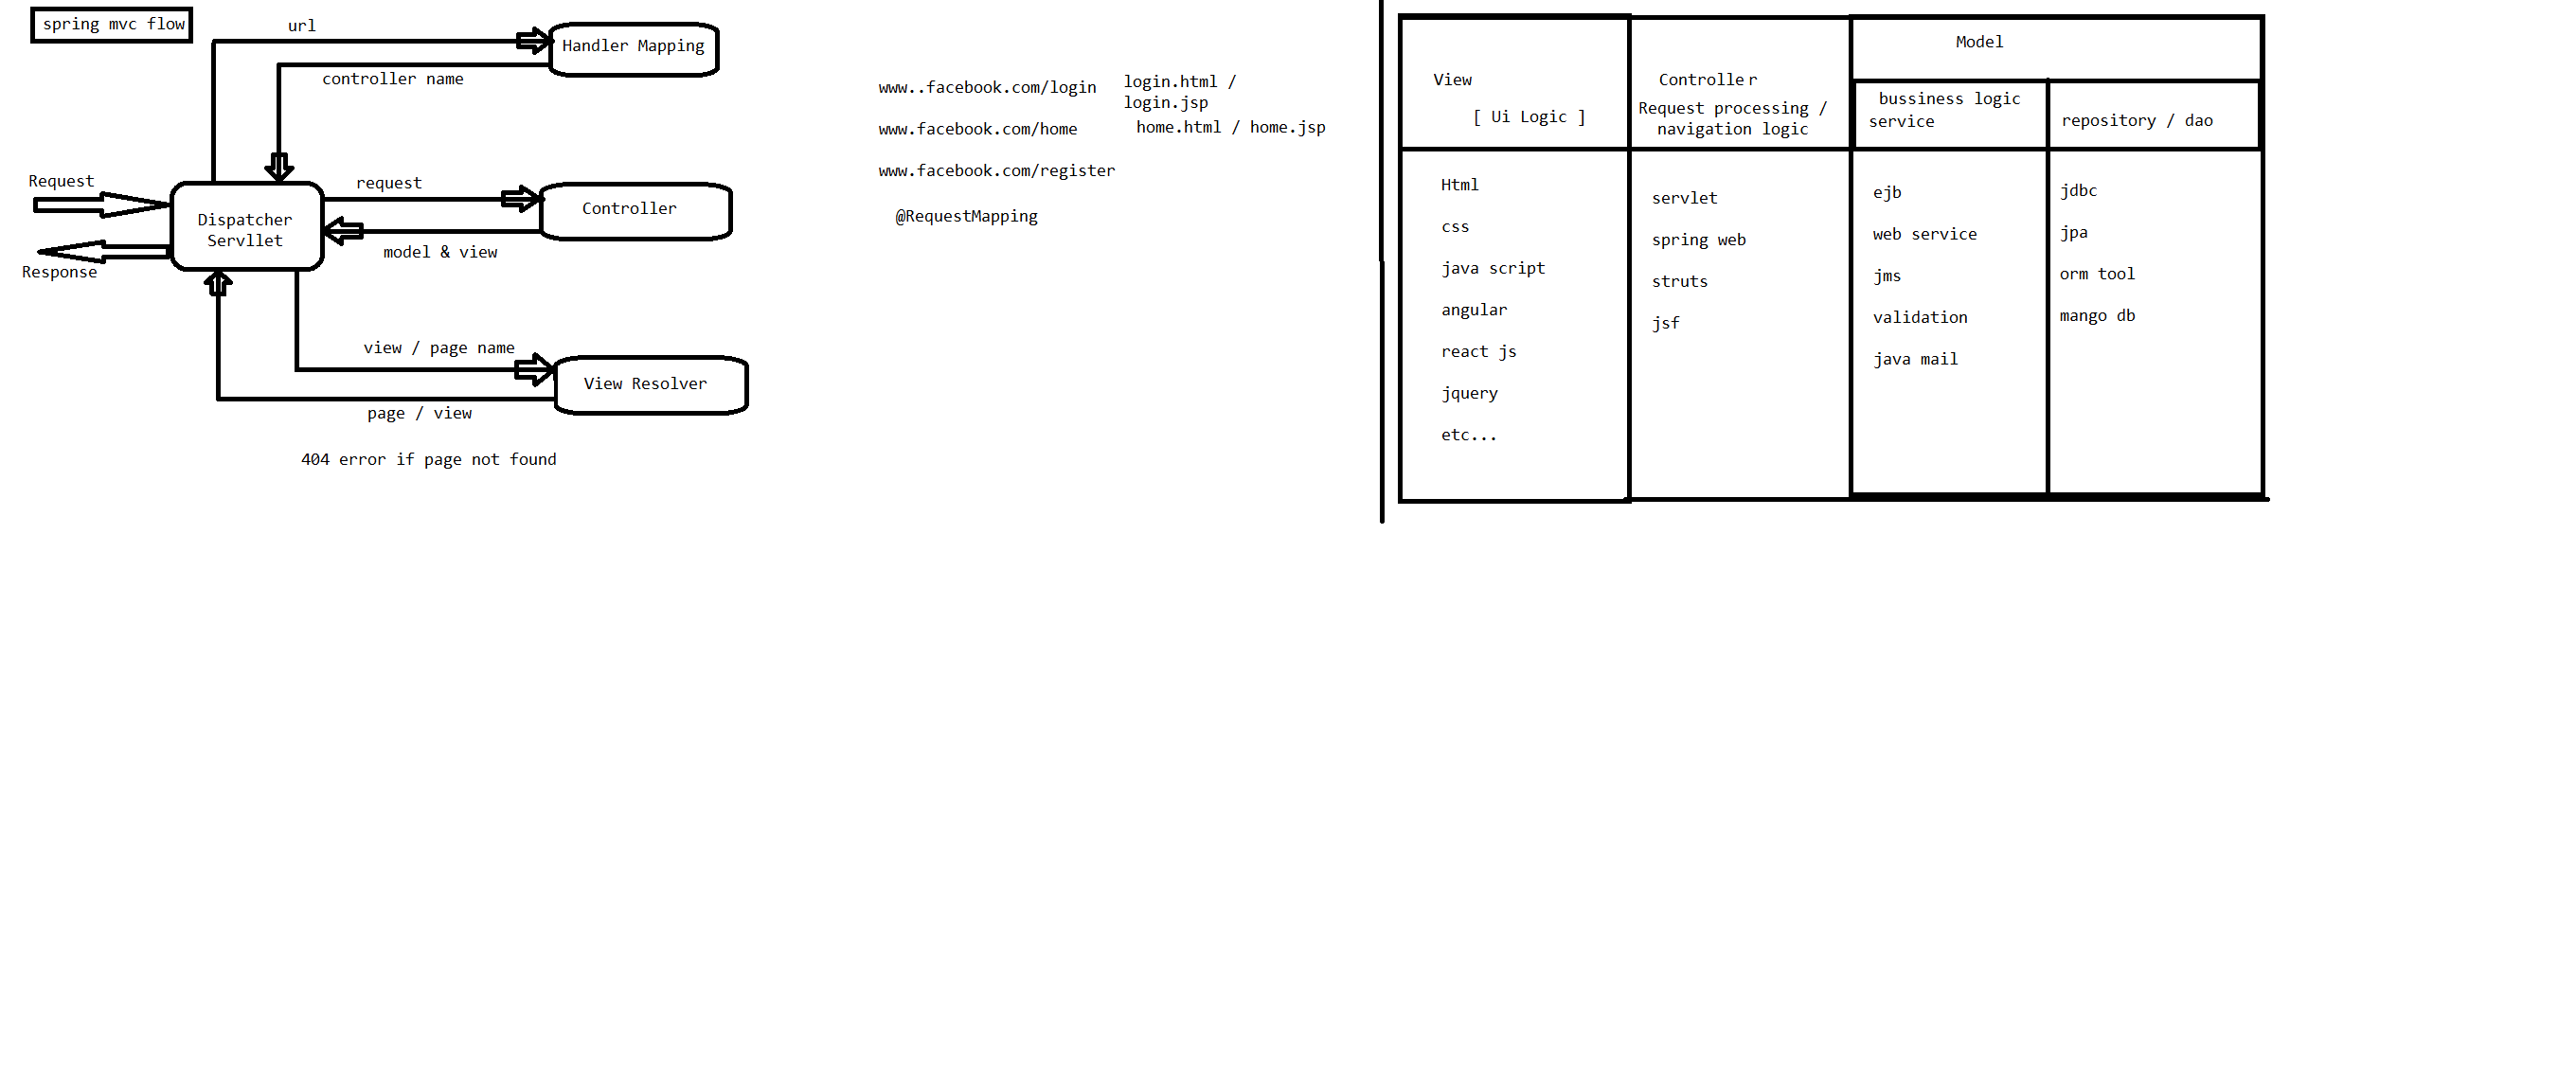 spring mvc flow
url
Handler Mapping
controller name
Request
request
Dispatcher
Servllet
Controller
model & view
Response
view / page name
View Resolver
page / view
404 error if page not found
www..facebook.com/login
login.html /
login.jsp
www.facebook.com/home
home.html / home.jsp
www.facebook.com/register
@RequestMapping
View
[ Ui Logic ]
Controller
Request processing /
navigation logic
Model
bussiness logic
service
repository / dao
Html
css
java script
angular
react js
jquery
etc...
servlet
spring web
struts
jsf
ejb
web service
jms
validation
java mail
jdbc
jpa
orm tool
mango db